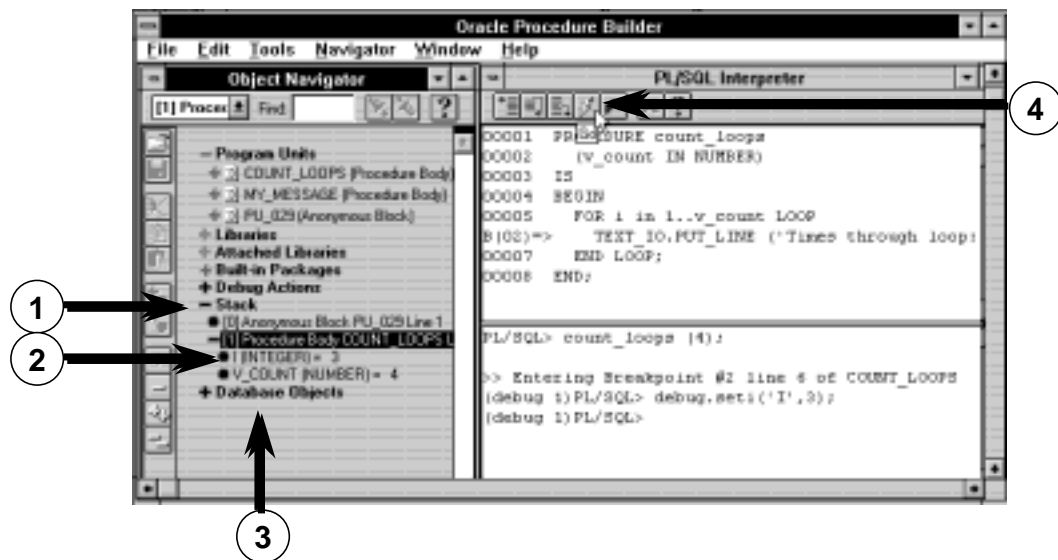 Oracle Procedure Builder
File Edit Tools Navigator Window Help
Object Navigator
PL/SQL Interpreter
[1] Proced Find:
4
— Program Units
COUNT_LOOPS (Procedure Body)
MY_MESSAGE (Procedure Body)
PU_029 (Anonymous Block)
+ Libraries
+ Attached Libraries
+ Built-in Packages
+ Debug Actions
— Stack
[0] Anonymous Block PU_029 Line 1
[1] Procedure Body COUNT_LOOPS L
I (INTEGER) = 3
V_COUNT (NUMBER) = 4
+ Database Objects
1
2
3
00001 PROCEDURE count_loops
00002 (v_count IN NUMBER)
00003 IS
00004 BEGIN
00005 FOR i in 1..v_count LOOP
B(02)=> TEXT_IO.PUT_LINE ('Times through loop:
00007 END LOOP;
00008 END;
PL/SQL> count_loops (4);
>> Entering Breakpoint #2 line 6 of COUNT_LOOPS
(debug 1)PL/SQL> debug.seti('I',3);
(debug 1)PL/SQL>